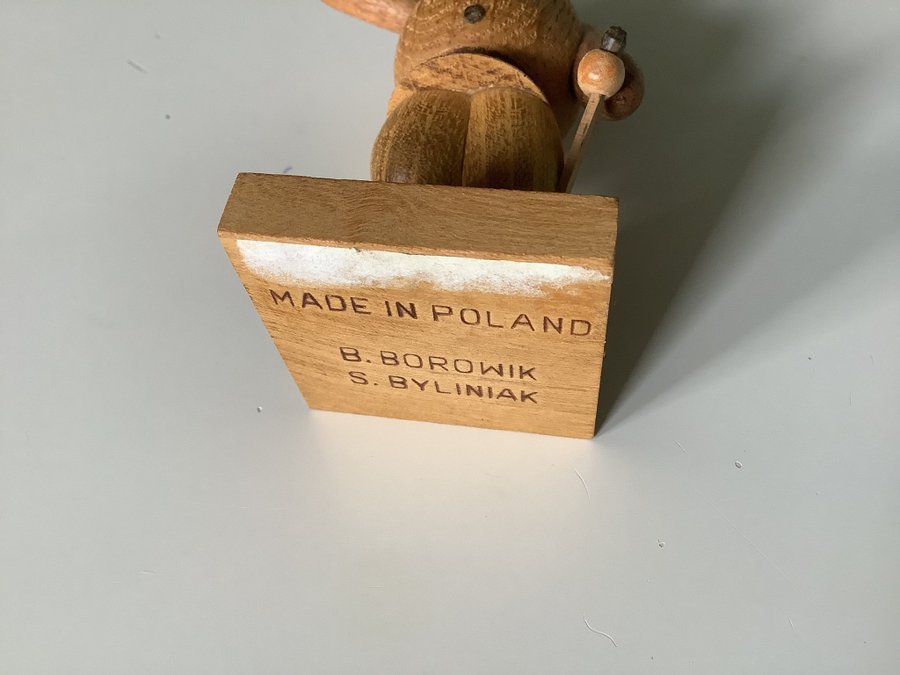 MADE IN POLAND
B. BOROWIK
S. BYLINIAK